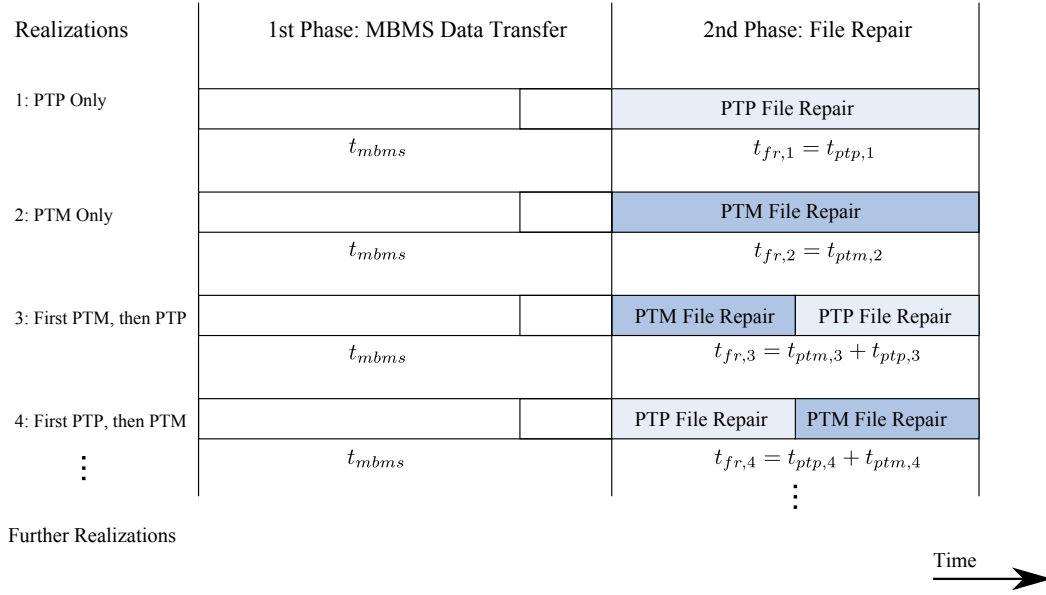 Realizations
1st Phase: MBMS Data Transfer
2nd Phase: File Repair
1: PTP Only
PTP File Repair
t_{mbms}
t_{fr,1} = t_{ptp,1}
2: PTM Only
PTM File Repair
t_{mbms}
t_{fr,2} = t_{ptm,2}
3: First PTM, then PTP
PTM File Repair
PTP File Repair
t_{mbms}
t_{fr,3} = t_{ptm,3} + t_{ptp,3}
4: First PTP, then PTM
PTP File Repair
PTM File Repair
t_{mbms}
t_{fr,4} = t_{ptp,4} + t_{ptm,4}
⋮
⋮
Further Realizations
Time